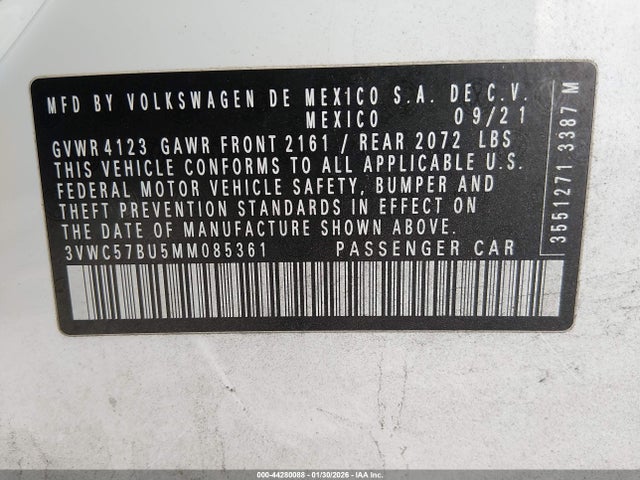 MFD BY VOLKSWAGEN DE MEXICO S.A. DE C.V.
MEXICO 09/21
GVWR 4123 GAWR FRONT 2161 / REAR 2072 LBS
THIS VEHICLE CONFORMS TO ALL APPLICABLE U.S.
FEDERAL MOTOR VEHICLE SAFETY, BUMPER AND
THEFT PREVENTION STANDARDS IN EFFECT ON
THE DATE OF MANUFACTURE SHOWN ABOVE.
3VWC57BU5MM085361 PASSENGER CAR
35512771 3387 M
000-44280088 - 01/30/2026 - IAA Inc.